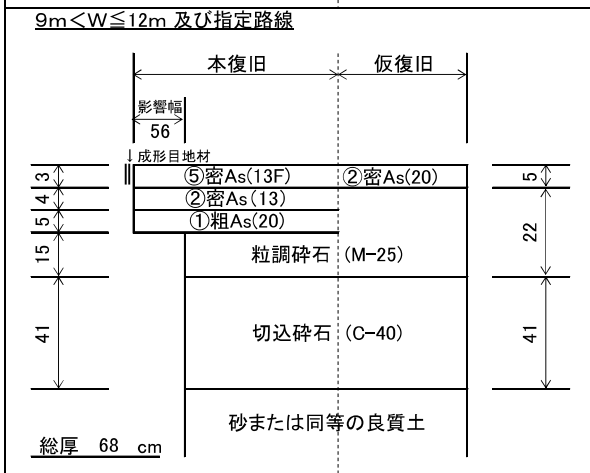 9m<W≦12m 及び指定路線
本復旧
仮復旧
影響幅
56
↓成形目地材
3
⑤密As(13F)
②密As(20)
5
4
②密As(13)
5
①粗As(20)
15
粒調砕石 (M-25)
22
41
切込砕石 (C-40)
41
砂または同等の良質土
総厚 68 cm